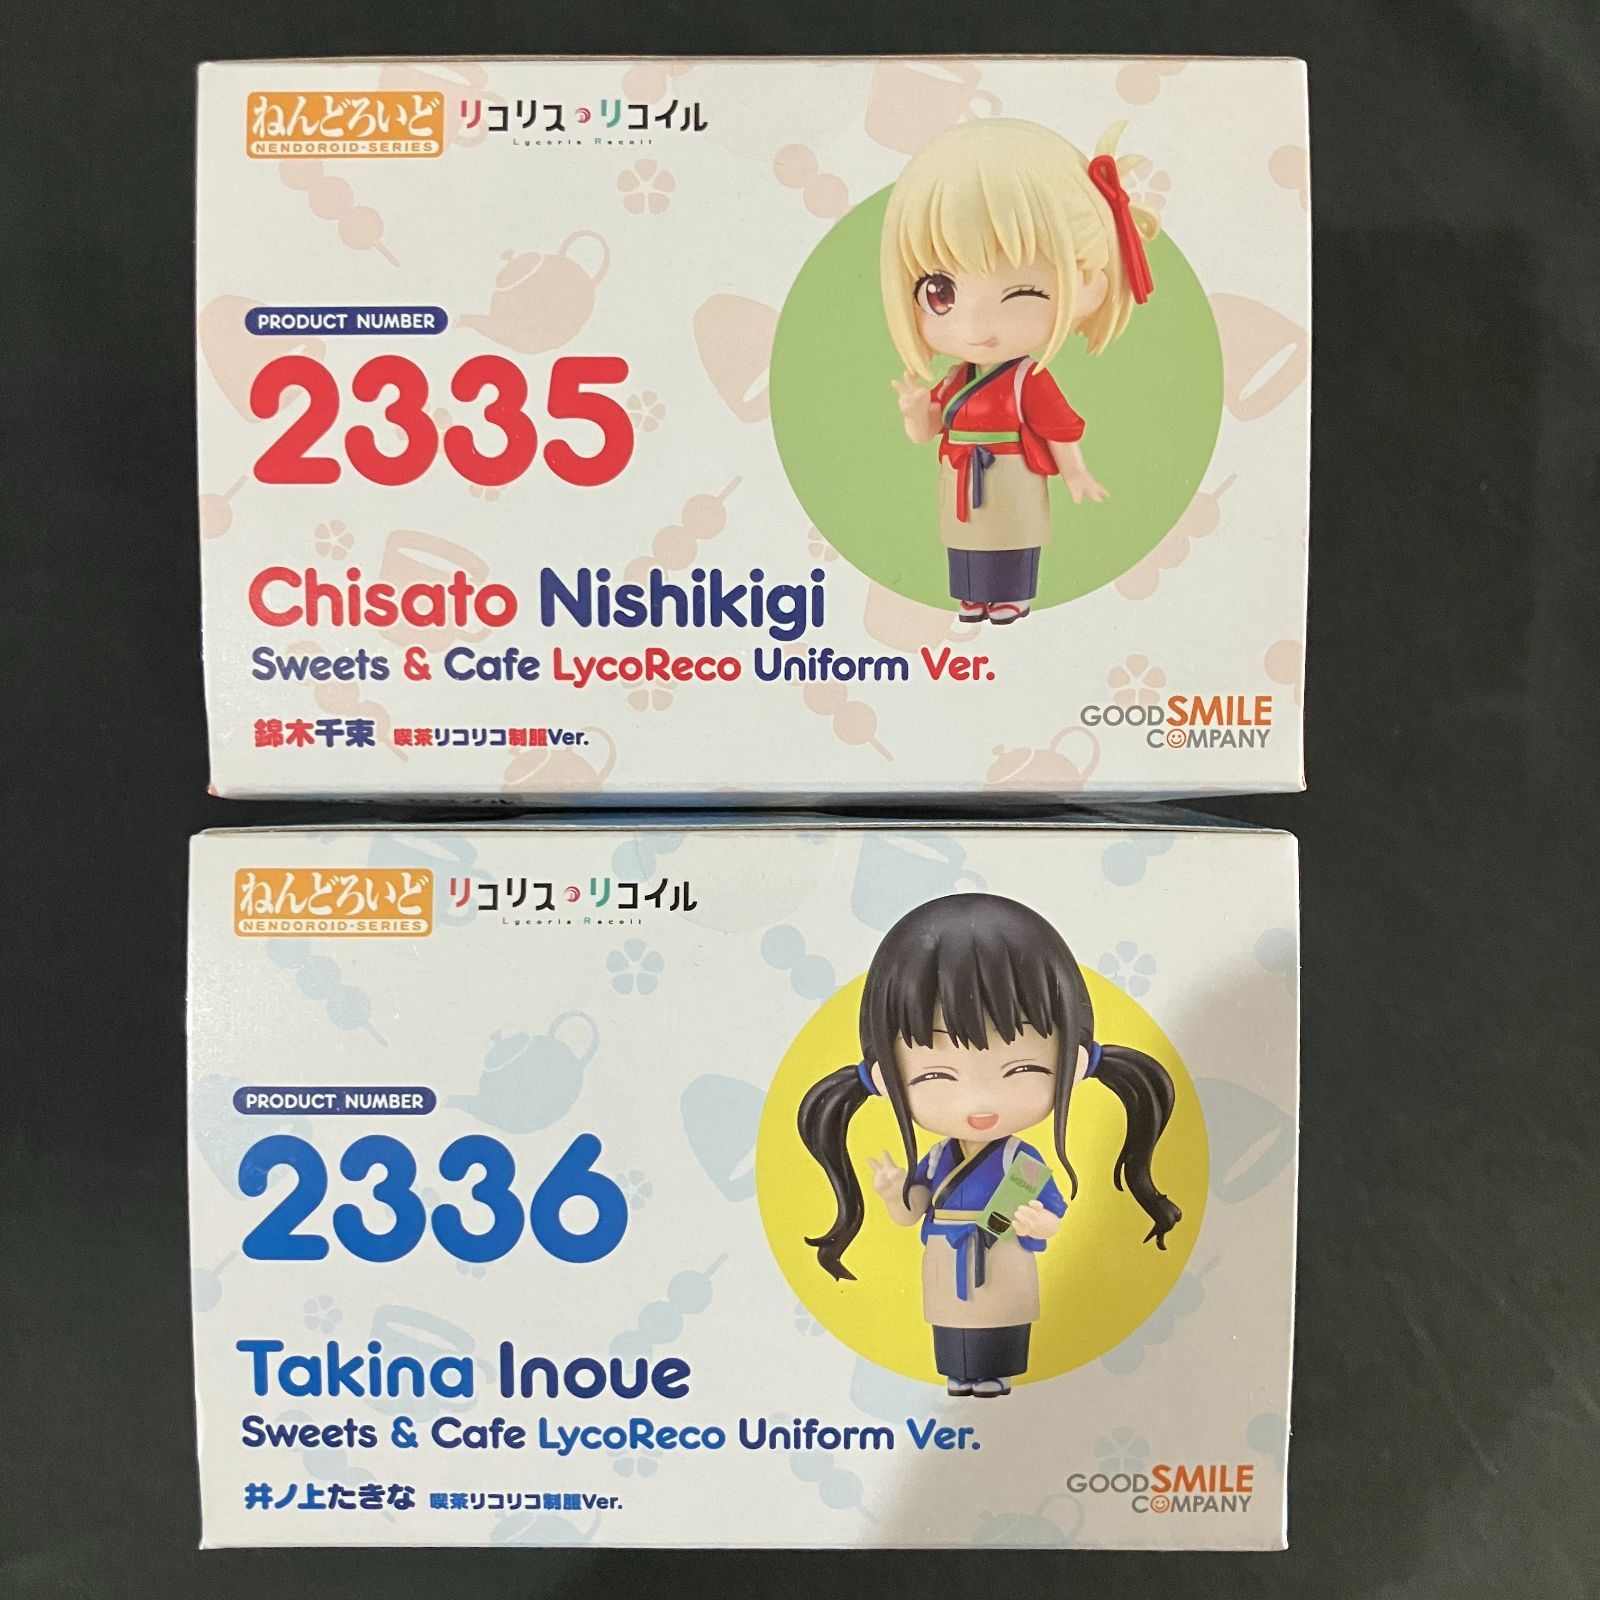 ねんどろいど
NENDOROID・SERIES
リコリス・リコイル
Lycoris Recoil
PRODUCT NUMBER
2335
Chisato Nishikigi
Sweets & Cafe LycoReco Uniform Ver.
錦木千束 喫茶リコリコ制服Ver.
GOOD SMILE
COMPANY
ねんどろいど
NENDOROID・SERIES
リコリス・リコイル
Lycoris Recoil
PRODUCT NUMBER
2336
Takina Inoue
Sweets & Cafe LycoReco Uniform Ver.
井ノ上たきな 喫茶リコリコ制服Ver.
GOOD SMILE
COMPANY